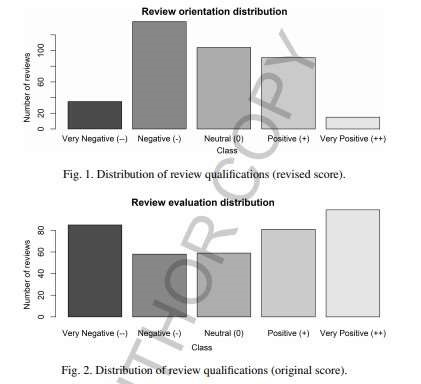 Review orientation distribution
Number of reviews
0 20 60 100
Very Negative (--) Negative (-) Neutral (0) Positive (+) Very Positive (++)
Class
Fig. 1. Distribution of review qualifications (revised score).
Review evaluation distribution
Number of reviews
0 20 40 60 80
Very Negative (--) Negative (-) Neutral (0) Positive (+) Very Positive (++)
Class
Fig. 2. Distribution of review qualifications (original score).
THOR COPY